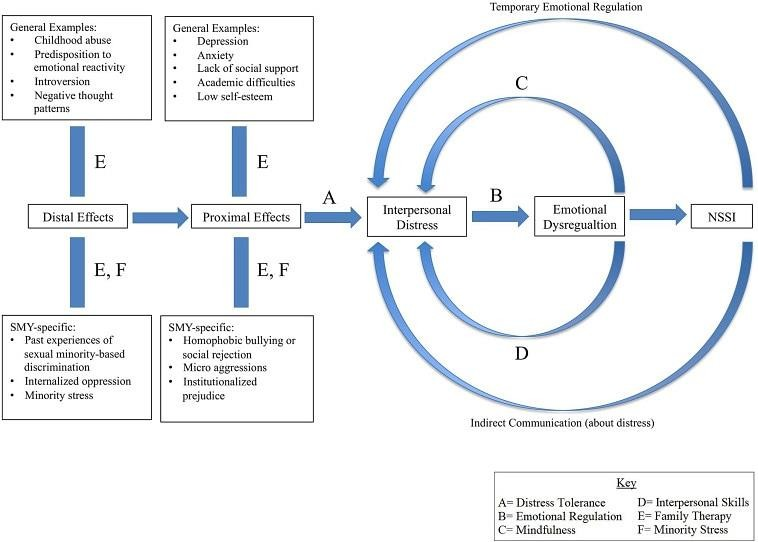 Temporary Emotional Regulation
General Examples:
• Childhood abuse
• Predisposition to
emotional reactivity
• Introversion
• Negative thought
patterns
General Examples:
• Depression
• Anxiety
• Lack of social support
• Academic difficulties
• Low self-esteem
C
E
E
A
B
Distal Effects
Proximal Effects
Interpersonal
Distress
Emotional
Dysregualtion
NSSI
E, F
E, F
SMY-specific:
• Past experiences of
sexual minority-based
discrimination
• Internalized oppression
• Minority stress
SMY-specific:
• Homophobic bullying or
social rejection
• Micro aggressions
• Institutionalized
prejudice
D
Indirect Communication (about distress)
Key
A= Distress Tolerance D= Interpersonal Skills
B= Emotional Regulation E= Family Therapy
C= Mindfulness F= Minority Stress